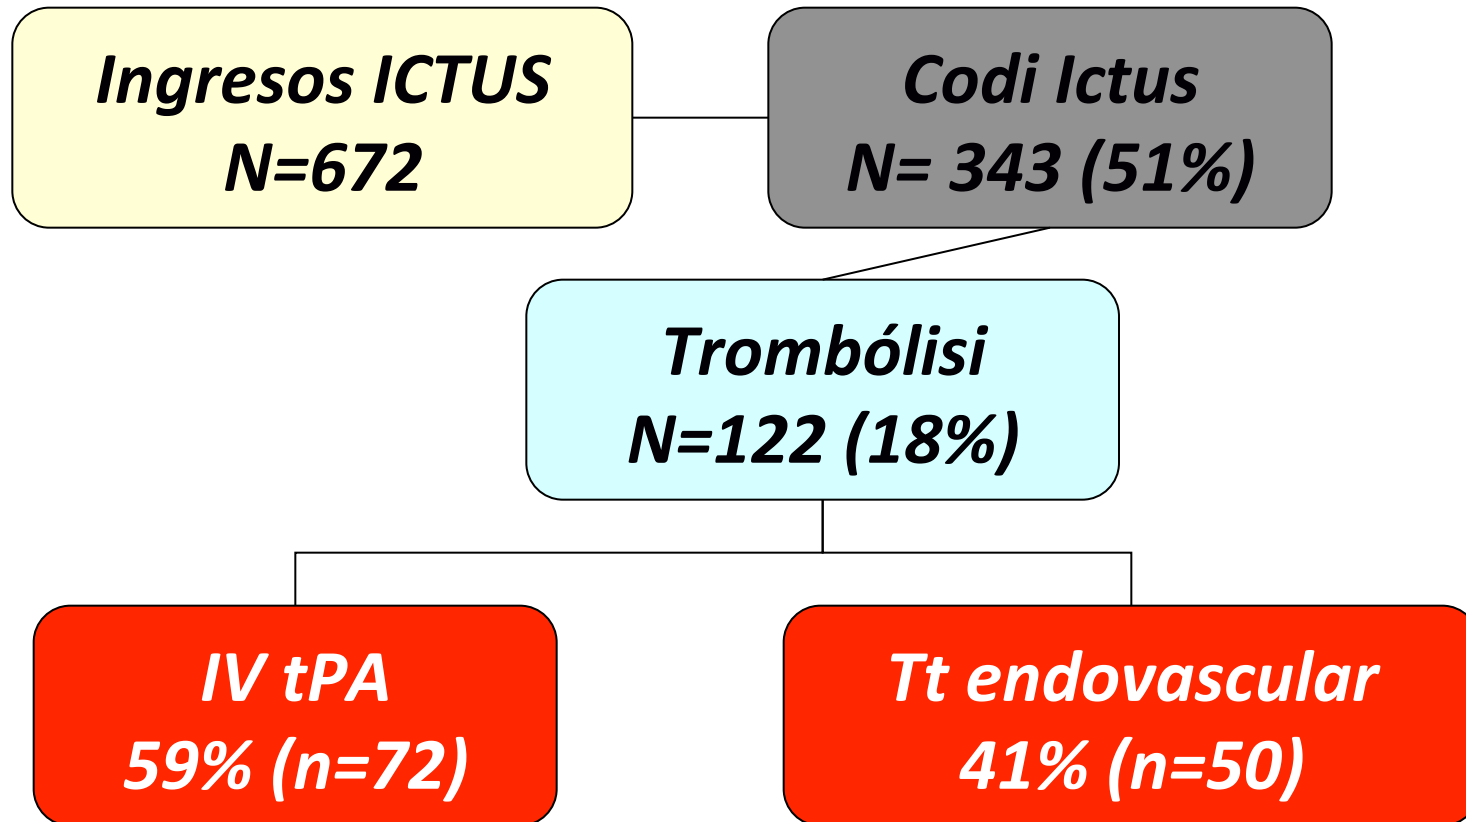 Ingresos ICTUS
N=672
Codi Ictus
N= 343 (51%)
Trombólisi
N=122 (18%)
IV tPA
59% (n=72)
Tt endovascular
41% (n=50)